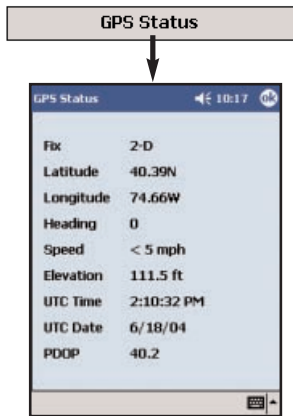 GPS Status
GPS Status 10:17 ok
Fix 2-D
Latitude 40.39N
Longitude 74.66W
Heading 0
Speed < 5 mph
Elevation 111.5 ft
UTC Time 2:10:32 PM
UTC Date 6/18/04
PDOP 40.2